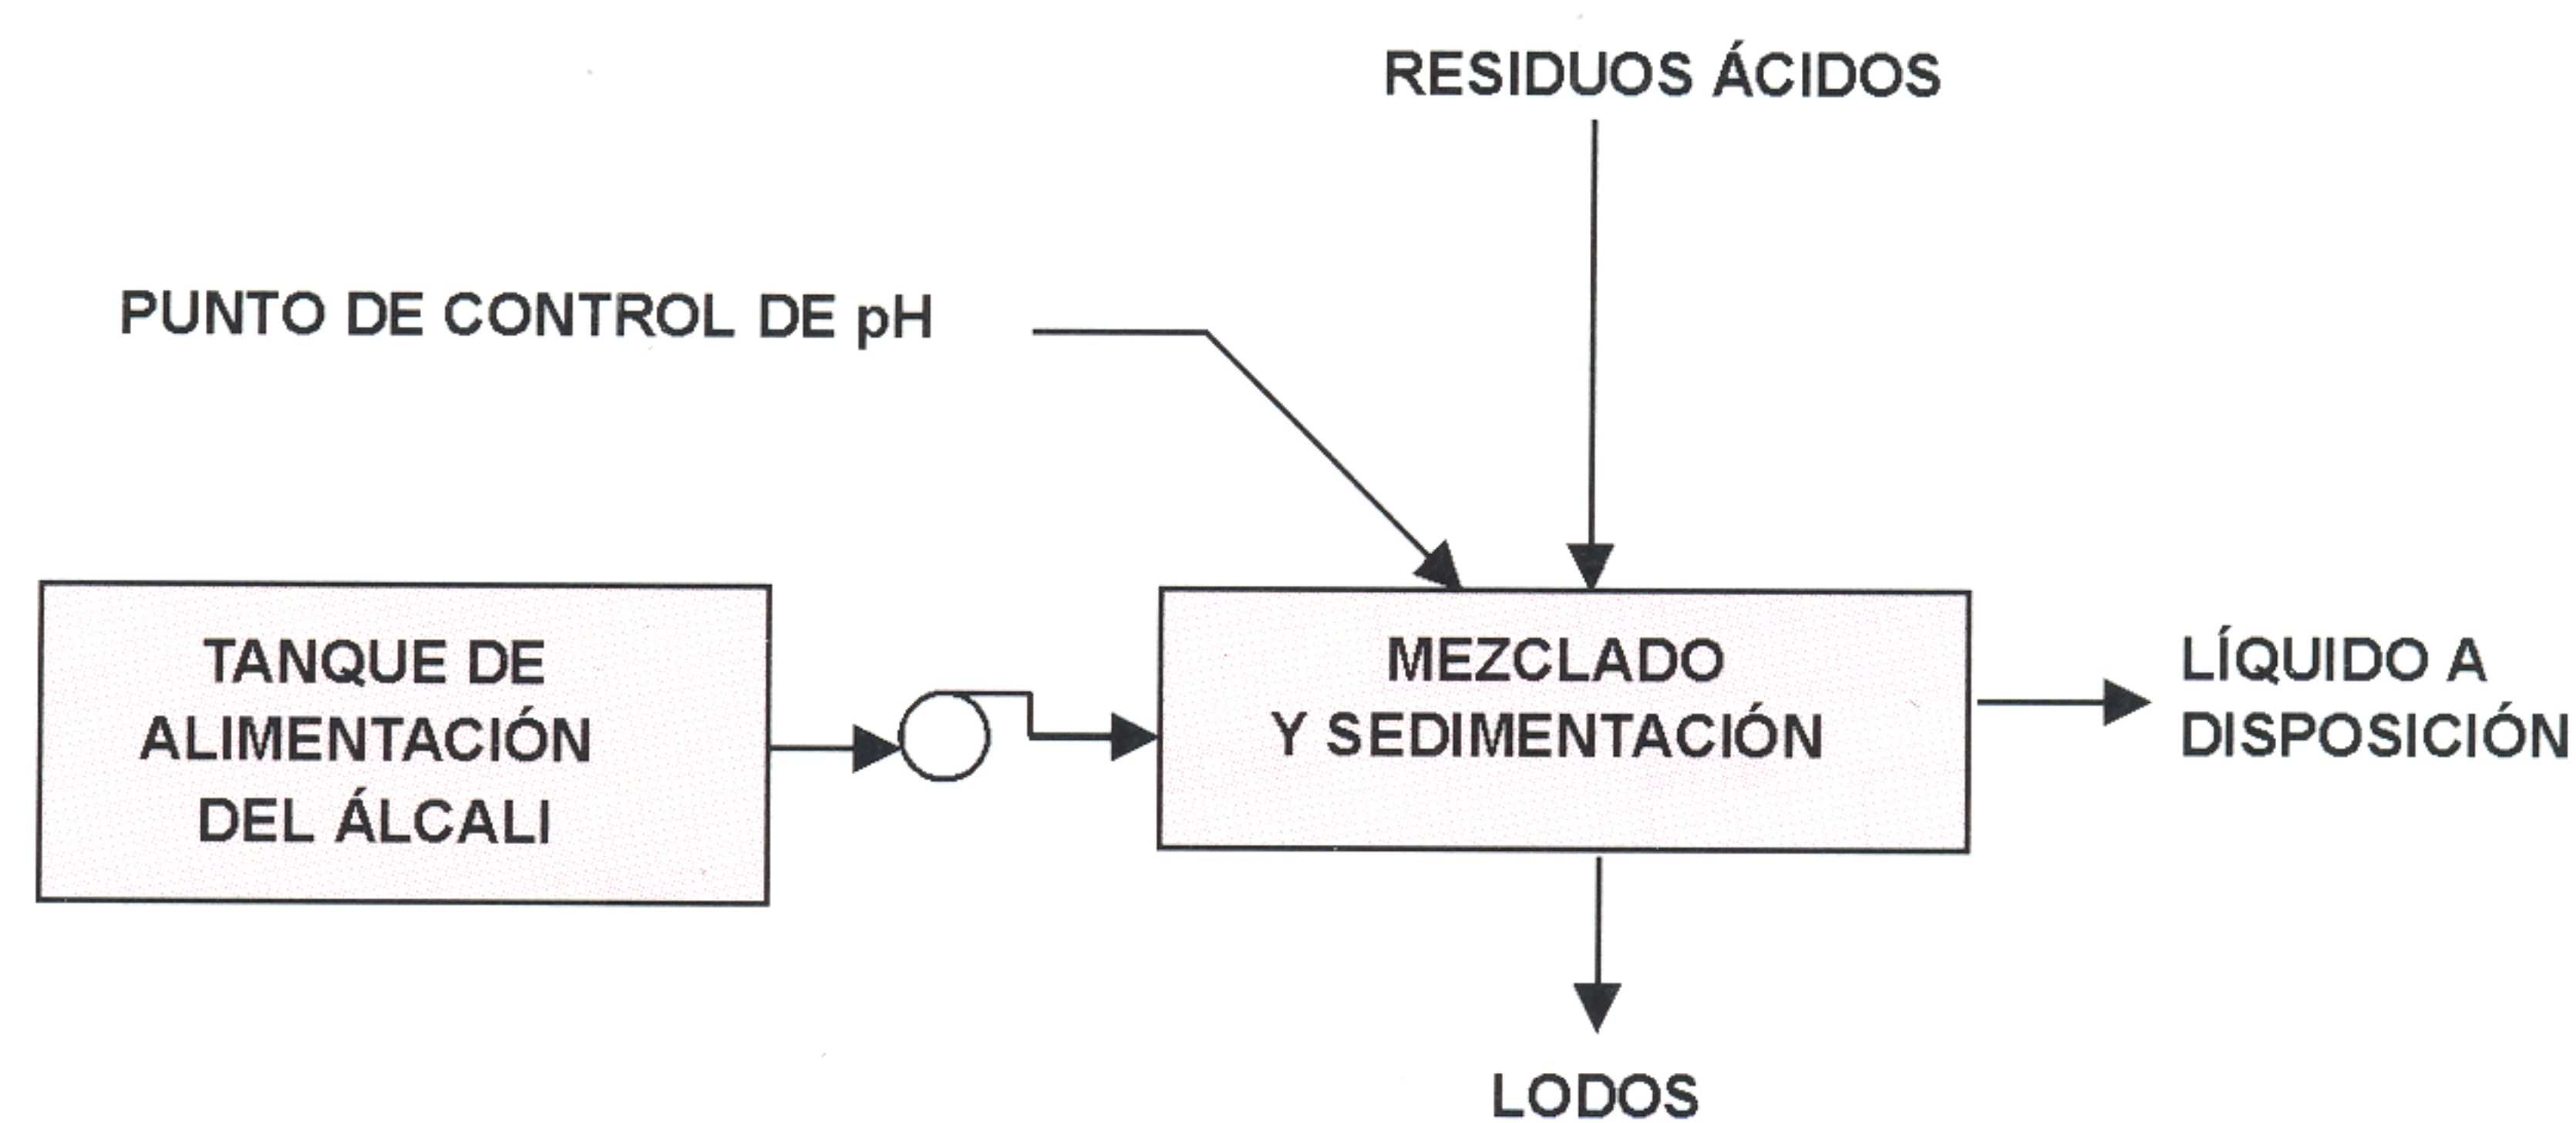 RESIDUOS ÁCIDOS
PUNTO DE CONTROL DE pH
TANQUE DE
ALIMENTACIÓN
DEL ÁLCALI
MEZCLADO
Y SEDIMENTACIÓN
LÍQUIDO A
DISPOSICIÓN
LODOS